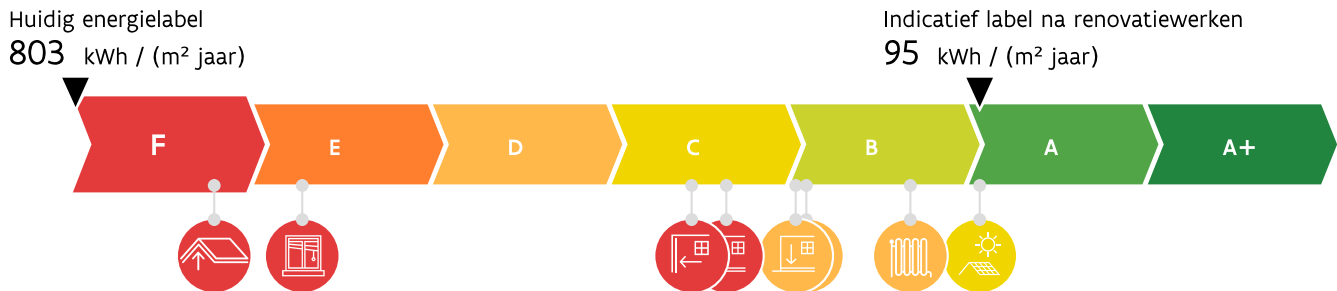 Huidig energielabel
803 kWh / (m² jaar)
Indicatief label na renovatiewerken
95 kWh / (m² jaar)
F E D C B A A+